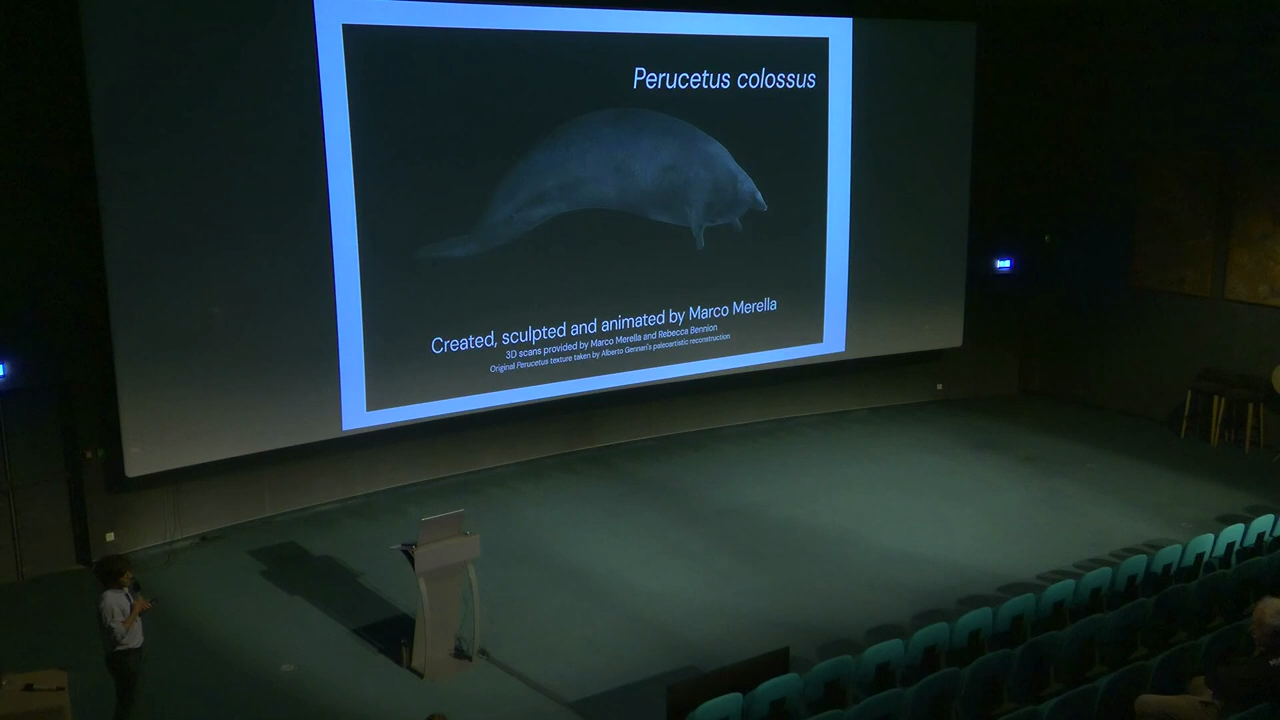 Perucetus colossus
Created, sculpted and animated by Marco Merella
3D scans provided by Marco Merella and Rebecca Bennion
Original Perucetus texture taken by Alberto Gennari's paleoartistic reconstruction